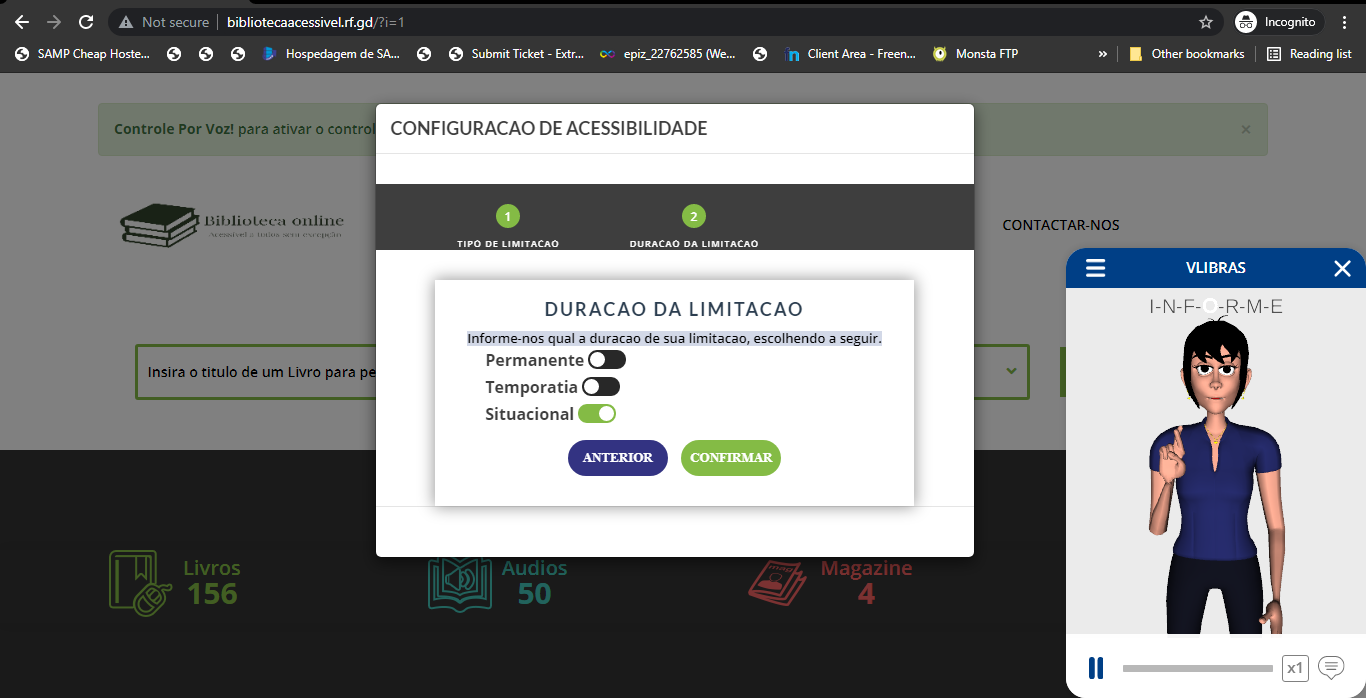 Not secure bibliotecaacessivel.rf.gd/?i=1 Incognito
SAMP Cheap Hoste... Hospedagem de SA... Submit Ticket - Extr... epiz_22762585 (We... Client Area - Freen... Monsta FTP » Other bookmarks Reading list
Controle Por Voz! para ativar o control
×
CONFIGURACAO DE ACESSIBILIDADE
1 2
TIPO DE LIMITACAO DURACAO DA LIMITACAO
Biblioteca online
Acessivel a todos sem excepção
CONTACTAR-NOS
VLIBRAS
I-N-F-O-R-M-E
DURACAO DA LIMITACAO
Informe-nos qual a duracao de sua limitacao, escolhendo a seguir.
Permanente
Temporatia
Situacional
ANTERIOR CONFIRMAR
Insira o titulo de um Livro para pe
Livros
156
Audios
50
Magazine
4
x1